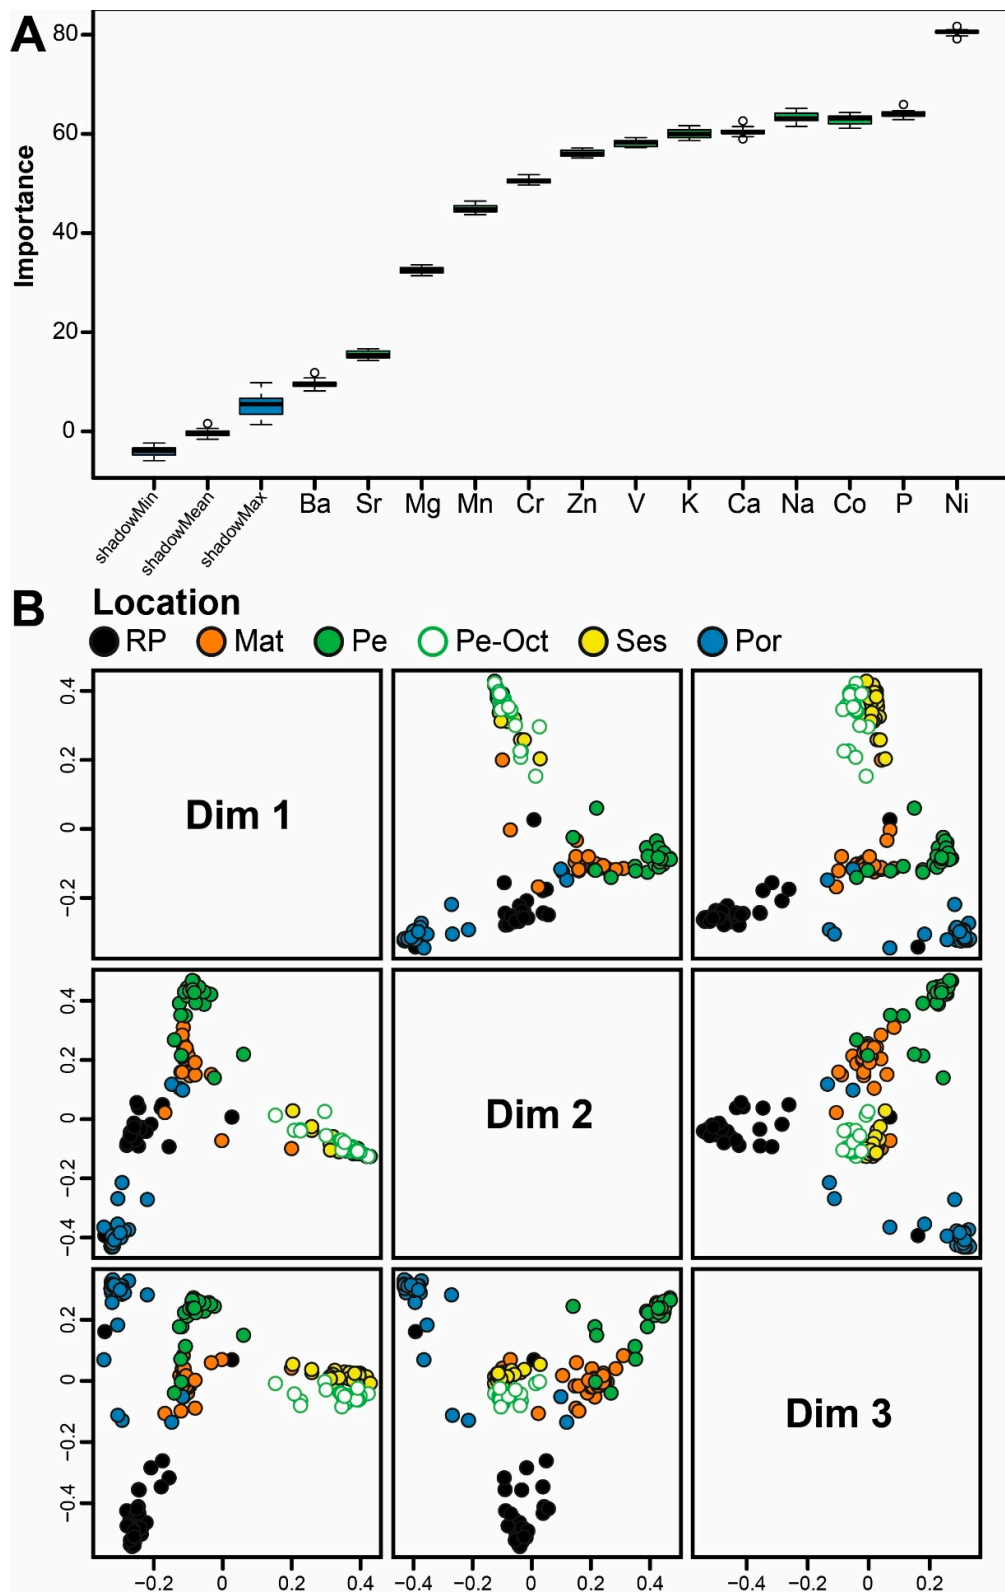 A
80
60
40
20
0
Importance
shadowMin
shadowMean
shadowMax
Ba Sr Mg Mn Cr Zn V K Ca Na Co P Ni
B
Location
RP Mat Pe Pe-Oct Ses Por
0.4
0.2
0
−0.2
Dim 1
0.4
0.2
0
−0.2
−0.4
Dim 2
0.2
0
−0.2
−0.4
Dim 3
−0.2 0 0.2 0.4 −0.4 −0.2 0 0.2 0.4 −0.4 −0.2 0 0.2